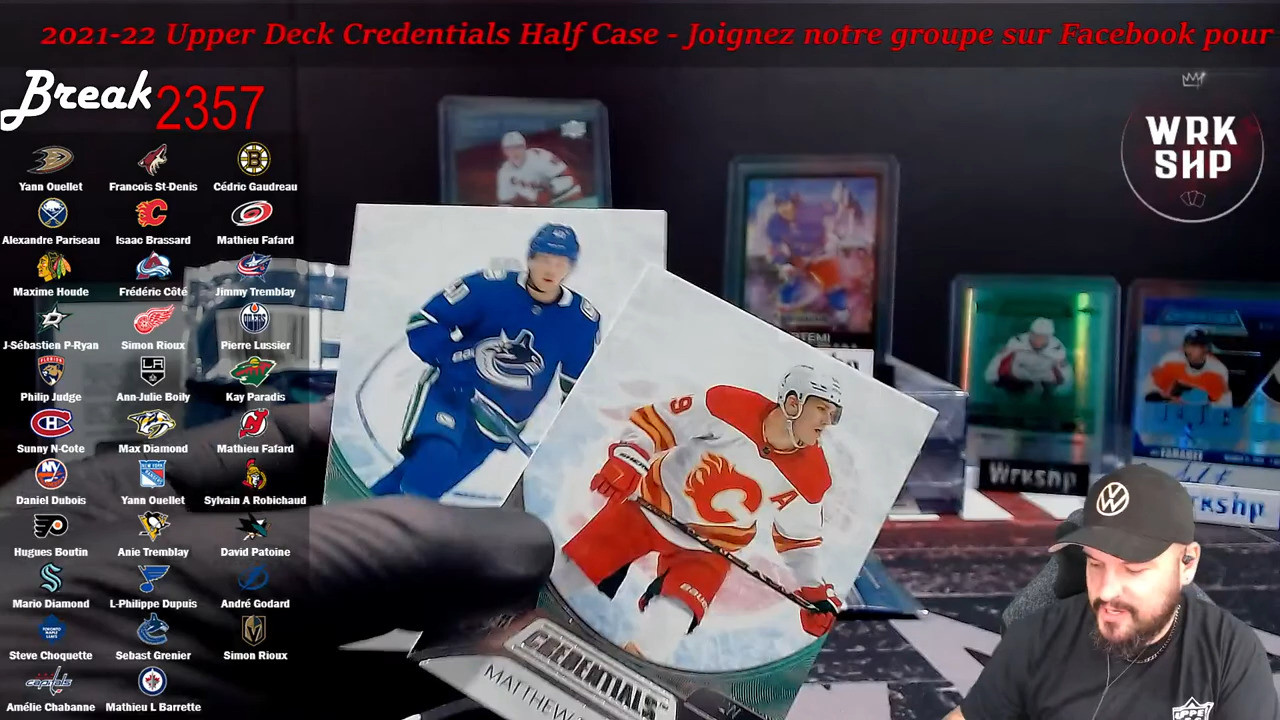 2021-22 Upper Deck Credentials Half Case - Joignez notre groupe sur Facebook pour
Break 2357
WRK
SHP
Yann Ouellet
Francois St-Denis
Cédric Gaudreau
Alexandre Pariseau
Isaac Brassard
Mathieu Fafard
Maxime Houde
Frédéric Côté
Jimmy Tremblay
J-Sébastien P-Ryan
Simon Rioux
Pierre Lussier
Philip Judge
Ann-Julie Boily
Kay Paradis
Sunny N-Cote
Max Diamond
Mathieu Fafard
Daniel Dubois
Yann Ouellet
Sylvain A Robichaud
Hugues Boutin
Anie Tremblay
David Patoine
Mario Diamond
L-Philippe Dupuis
André Godard
Steve Choquette
Sebast Grenier
Simon Rioux
Amélie Chabanne
Mathieu L Barrette
CREDENTIALS
MATTHEW
9
A
Wrkshp